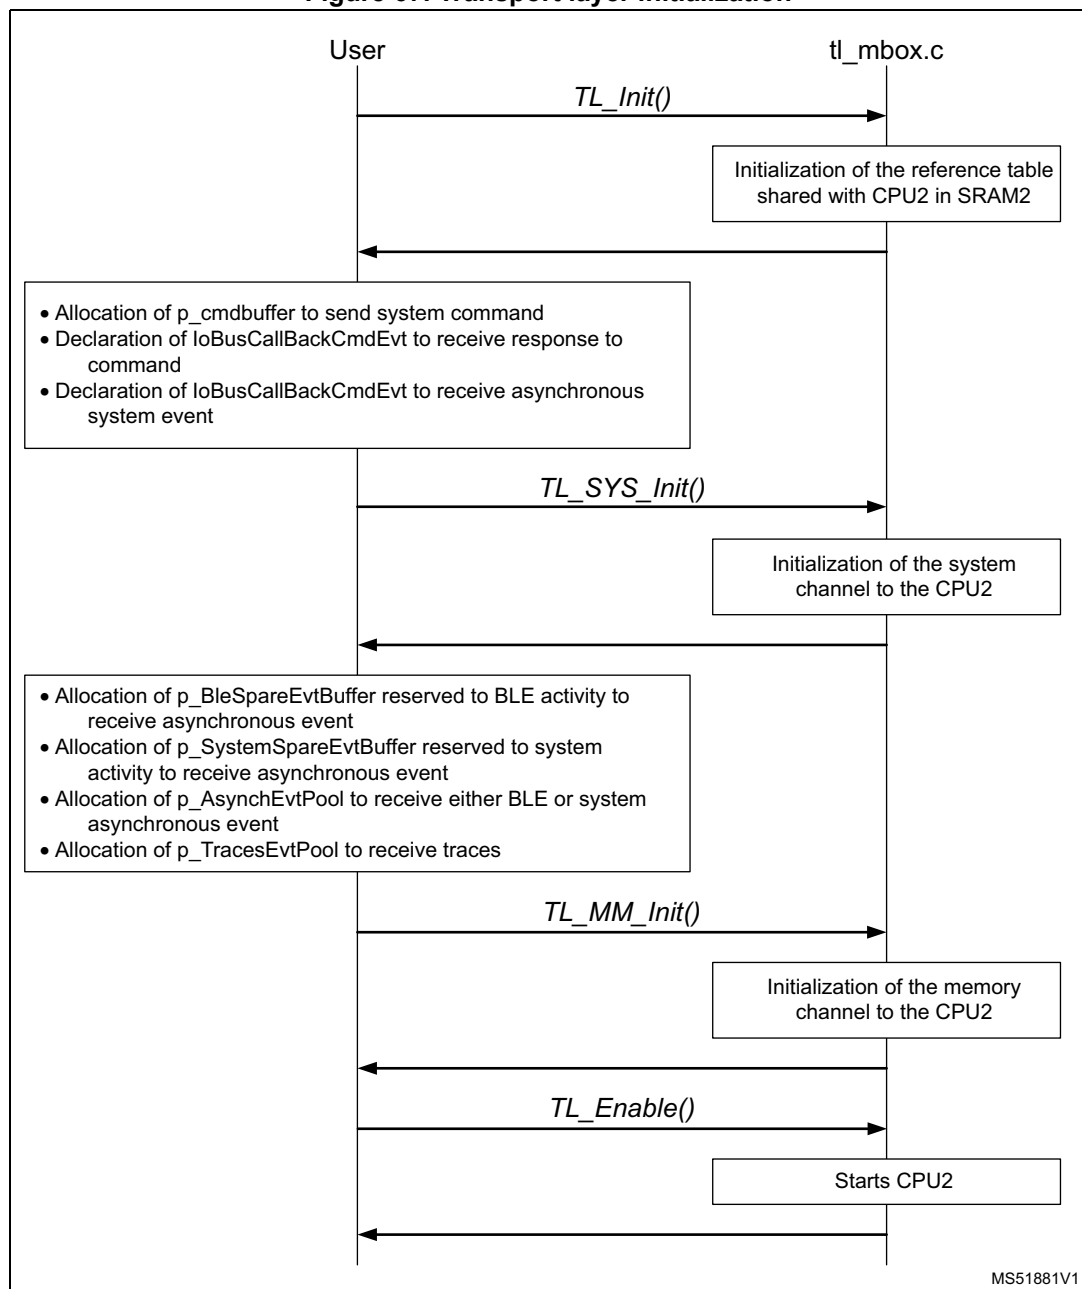 User
tl_mbox.c
TL_Init()
Initialization of the reference table
shared with CPU2 in SRAM2
• Allocation of p_cmdbuffer to send system command
• Declaration of IoBusCallBackCmdEvt to receive response to
command
• Declaration of IoBusCallBackCmdEvt to receive asynchronous
system event
TL_SYS_Init()
Initialization of the system
channel to the CPU2
• Allocation of p_BleSpareEvtBuffer reserved to BLE activity to
receive asynchronous event
• Allocation of p_SystemSpareEvtBuffer reserved to system
activity to receive asynchronous event
• Allocation of p_AsynchEvtPool to receive either BLE or system
asynchronous event
• Allocation of p_TracesEvtPool to receive traces
TL_MM_Init()
Initialization of the memory
channel to the CPU2
TL_Enable()
Starts CPU2
MS51881V1